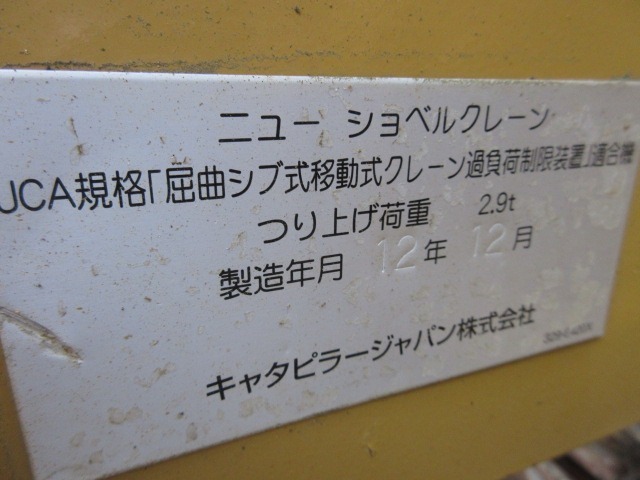 ニュー ショベルクレーン
JCA規格「屈曲ジブ式移動式クレーン過負荷制限装置」適合機
つり上げ荷重 2.9t
製造年月 12年 12月
キャタピラージャパン株式会社